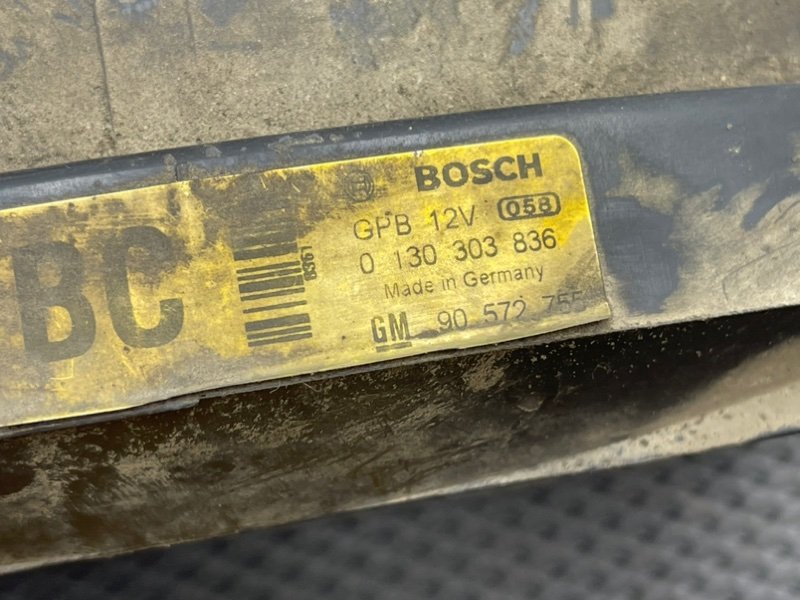 BC
BOSCH
GPB 12V 058
0 130 303 836
Made in Germany
GM 90 572 755